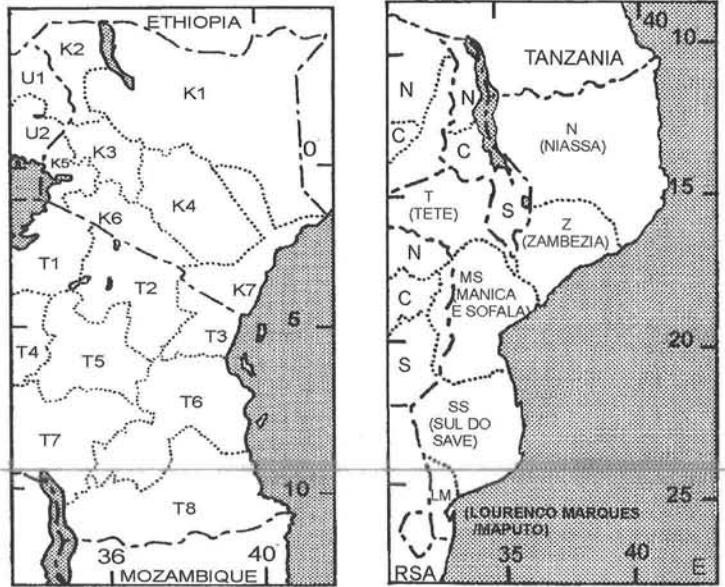 ETHIOPIA
40
K2
U1
K1
U2
K3
K5
0
K4
K6
T1
T2
K7
T3
5
T4
T5
T6
T7
10
T8
36
40
MOZAMBIQUE
40
10
TANZANIA
N
N
C
C
N
(NIASSA)
15
T
(TETE)
S
Z
(ZAMBEZIA)
N
MS
(MANICA
E SOFALA)
C
20
S
SS
(SUL DO
SAVE)
LM
25
(LOURENCO MARQUES
/MAPUTO)
35
40
E
RSA